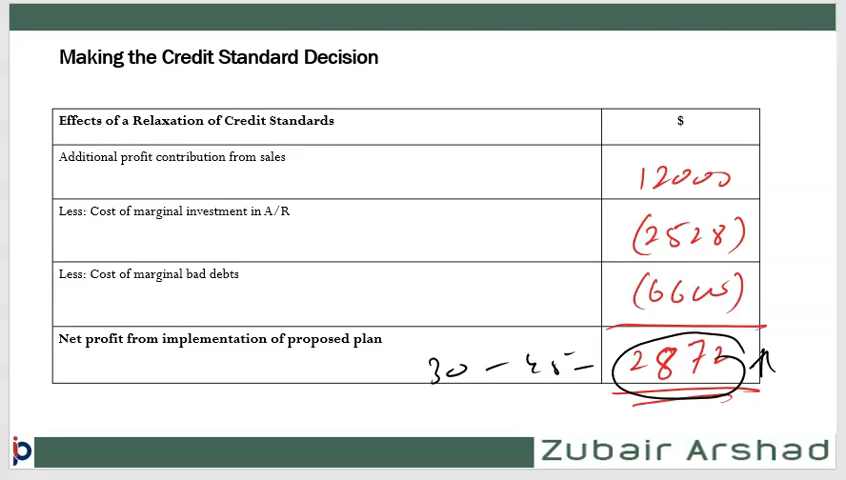 Making the Credit Standard Decision
Effects of a Relaxation of Credit Standards $
Additional profit contribution from sales 12000
Less: Cost of marginal investment in A/R (2528)
Less: Cost of marginal bad debts (6600)
Net profit from implementation of proposed plan 2872
30 - 45 -
Zubair Arshad